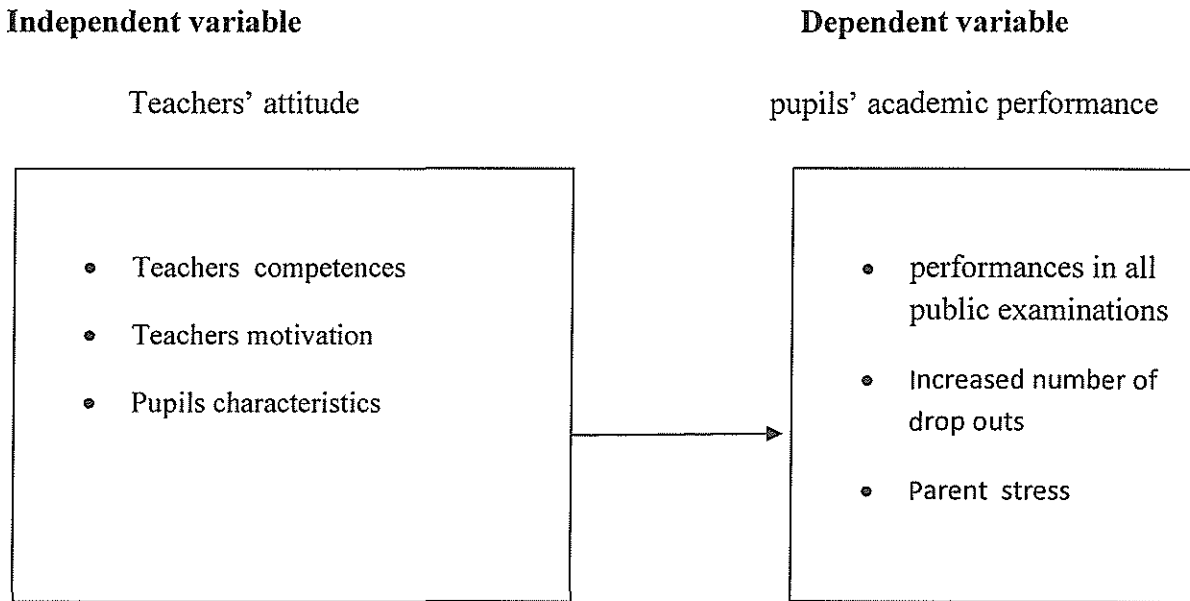 Independent variable
Dependent variable
Teachers’ attitude
pupils’ academic performance
• Teachers competences
• Teachers motivation
• Pupils characteristics
• performances in all
public examinations
• Increased number of
drop outs
• Parent stress